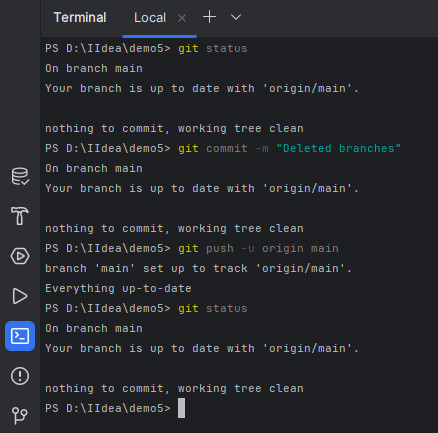 Terminal Local
PS D:\IIdea\demo5> git status
On branch main
Your branch is up to date with 'origin/main'.
nothing to commit, working tree clean
PS D:\IIdea\demo5> git commit -m "Deleted branches"
On branch main
Your branch is up to date with 'origin/main'.
nothing to commit, working tree clean
PS D:\IIdea\demo5> git push -u origin main
branch 'main' set up to track 'origin/main'.
Everything up-to-date
PS D:\IIdea\demo5> git status
On branch main
Your branch is up to date with 'origin/main'.
nothing to commit, working tree clean
PS D:\IIdea\demo5>